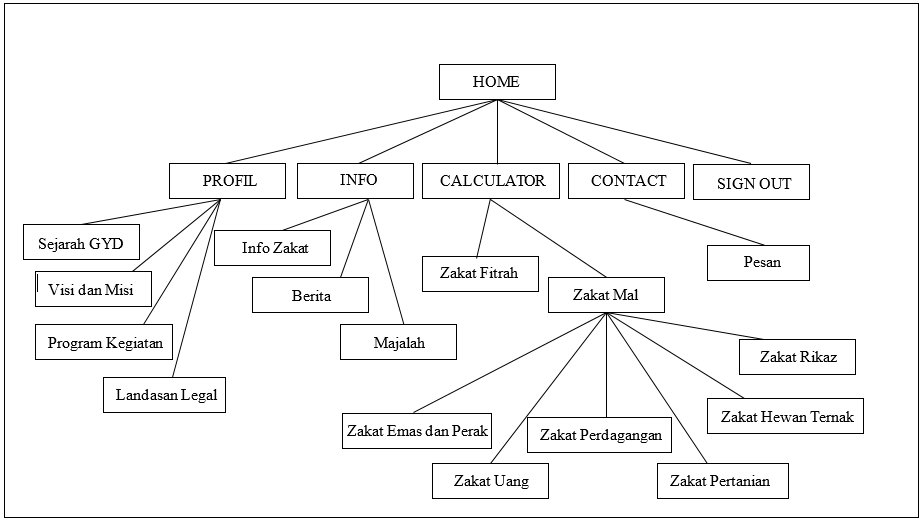 HOME
PROFIL
INFO
CALCULATOR
CONTACT
SIGN OUT
Sejarah GYD
Info Zakat
Zakat Fitrah
Pesan
Visi dan Misi
Berita
Zakat Mal
Program Kegiatan
Majalah
Zakat Rikaz
Landasan Legal
Zakat Emas dan Perak
Zakat Perdagangan
Zakat Hewan Ternak
Zakat Uang
Zakat Pertanian